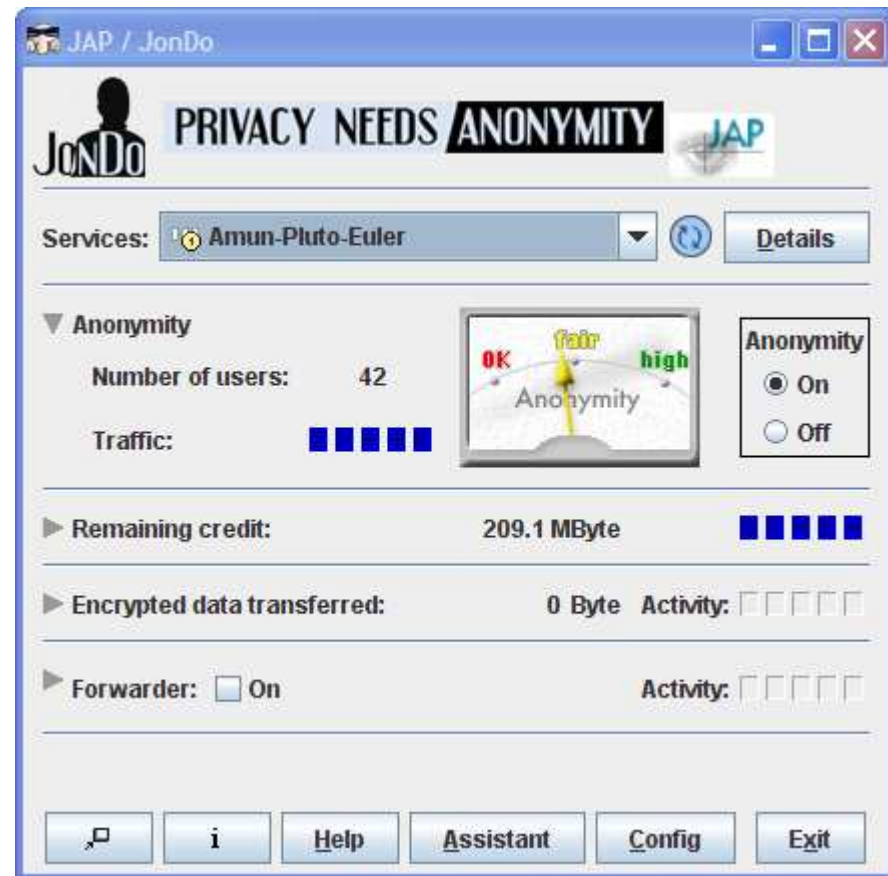 JAP / JonDo
JONDO PRIVACY NEEDS ANONYMITY JAP
Services: Amun-Pluto-Euler Details
Anonymity
Number of users: 42
Traffic:
OK fair high
Anonymity
Anonymity
On
Off
Remaining credit: 209.1 MByte
Encrypted data transferred: 0 Byte Activity:
Forwarder: On Activity:
i Help Assistant Config Exit